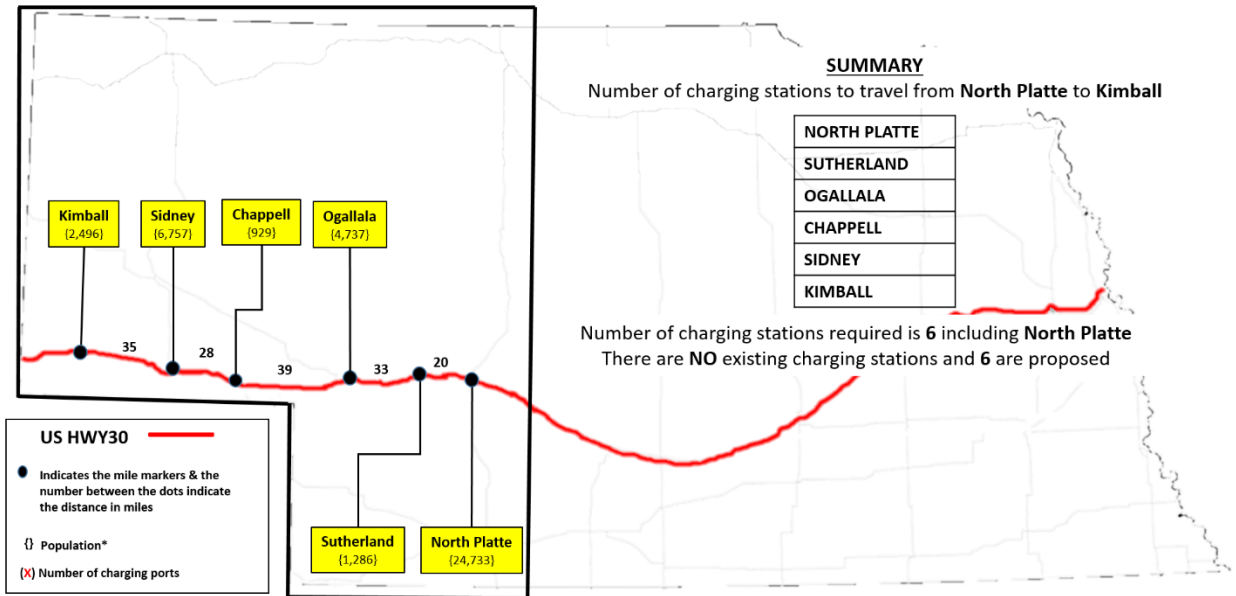 SUMMARY
Number of charging stations to travel from North Platte to Kimball
NORTH PLATTE
SUTHERLAND
OGALLALA
CHAPPELL
SIDNEY
KIMBALL
Number of charging stations required is 6 including North Platte
There are NO existing charging stations and 6 are proposed
Kimball
{2,496}
Sidney
{6,757}
Chappell
{929}
Ogallala
{4,737}
35
28
39
33
20
Sutherland
{1,286}
North Platte
{24,733}
US HWY30
Indicates the mile markers & the
number between the dots indicate
the distance in miles
{} Population*
(X) Number of charging ports